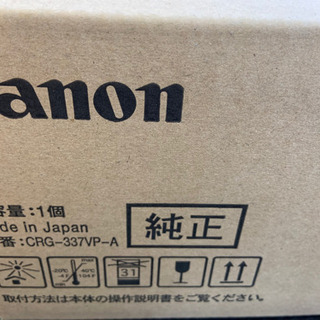 anon
容量:1個
de in Japan
番:CRG-337VP-A
純正
31
取付方法は本体の操作説明書をご覧ください。